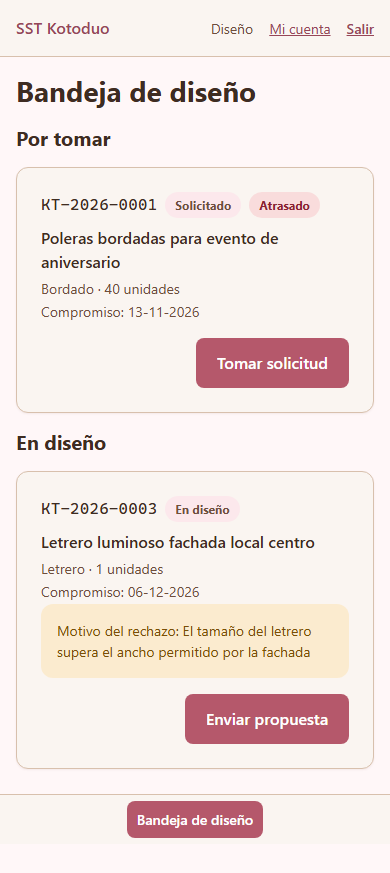 SST Kotoduo Diseño Mi cuenta Salir
Bandeja de diseño
Por tomar
KT-2026-0001 Solicitado Atrasado
Poleras bordadas para evento de
aniversario
Bordado · 40 unidades
Compromiso: 13-11-2026
Tomar solicitud
En diseño
KT-2026-0003 En diseño
Letrero luminoso fachada local centro
Letrero · 1 unidades
Compromiso: 06-12-2026
Motivo del rechazo: El tamaño del letrero
supera el ancho permitido por la fachada
Enviar propuesta
Bandeja de diseño